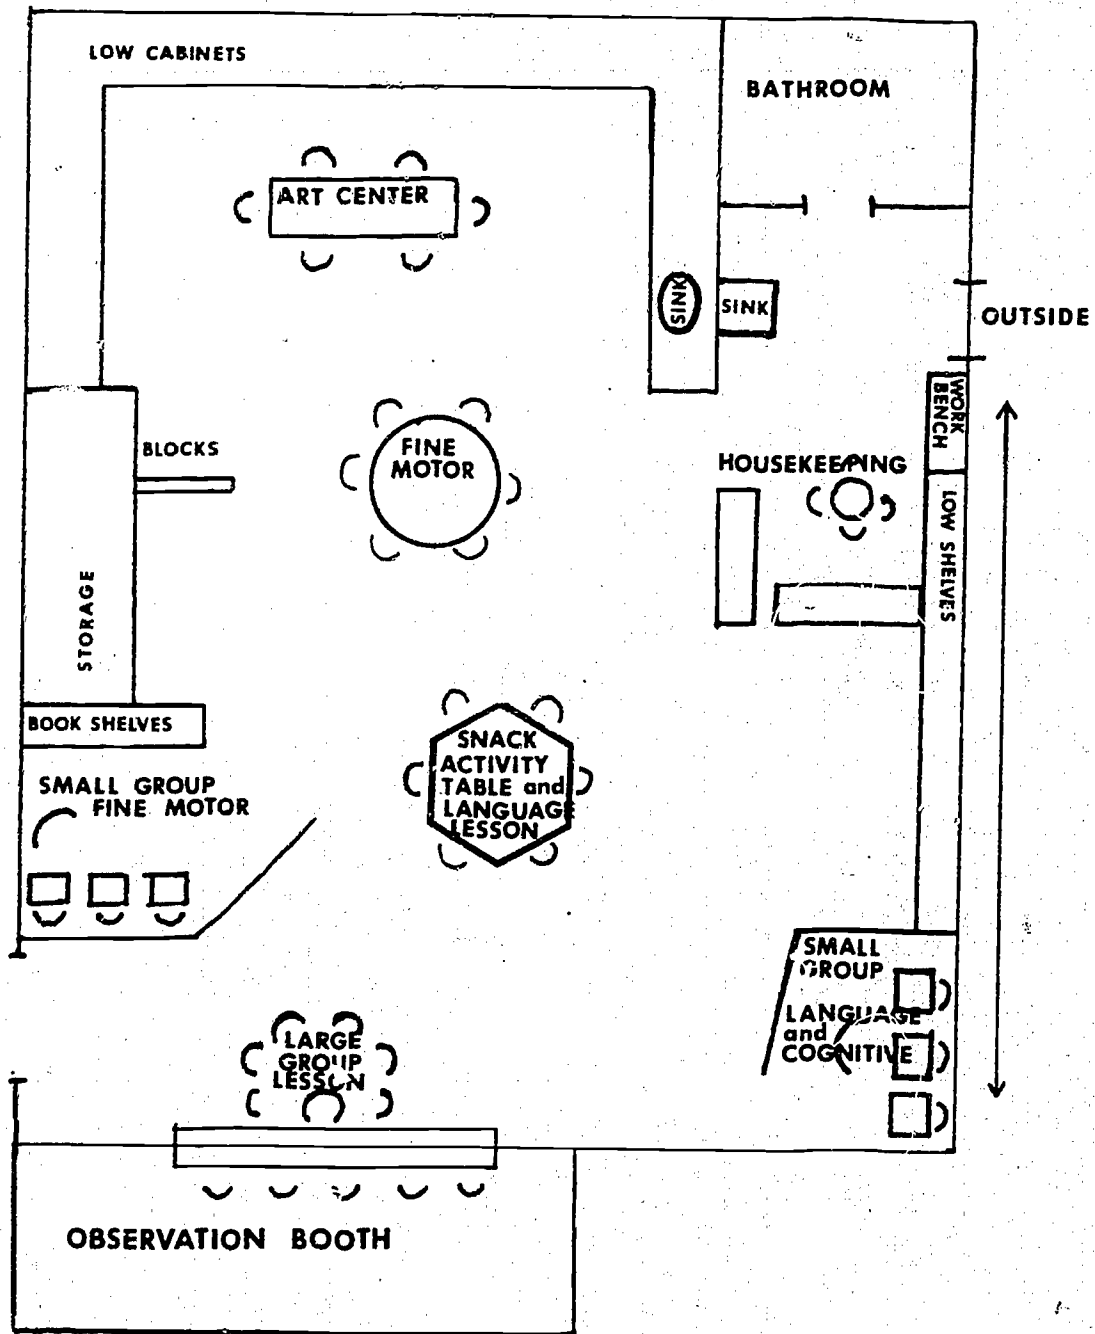 LOW CABINETS
BATHROOM
ART CENTER
SINK
SINK
OUTSIDE
WORK
BENCH
BLOCKS
FINE
MOTOR
HOUSEKEEPING
LOW SHELVES
STORAGE
BOOK SHELVES
SNACK
ACTIVITY
TABLE and
LANGUAGE
LESSON
SMALL GROUP
FINE MOTOR
SMALL
GROUP
LANGUAGE
and
COGNITIVE
LARGE
GROUP
LESSON
OBSERVATION BOOTH